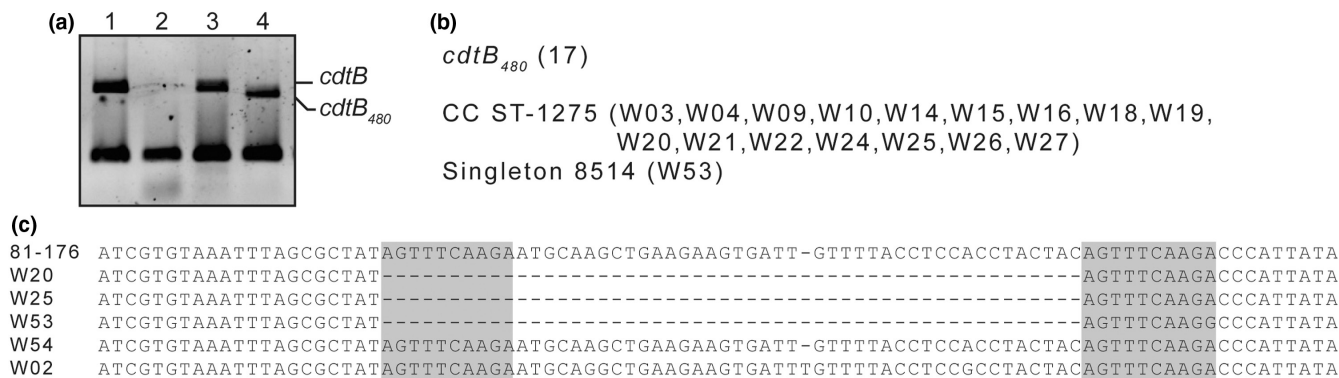 (a)
1 2 3 4
cdtB
cdtB480
(b)
cdtB480 (17)
CC ST-1275 (W03,W04,W09,W10,W14,W15,W16,W18,W19,
W20,W21,W22,W24,W25,W26,W27)
Singleton 8514 (W53)
(c)
81-176 ATCGTGTAAATTTAGCGCTATAGTTTCAAGAATGCAAGCTGAAGAAGTGATT-GTTTTACCTCCACCTACTACAGTTTCAAGACCCATTATA
W20 ATCGTGTAAATTTAGCGCTAT----------------------------------------------------AGTTTCAAGACCCATTATA
W25 ATCGTGTAAATTTAGCGCTAT----------------------------------------------------AGTTTCAAGACCCATTATA
W53 ATCGTGTAAATTTAGCGCTAT----------------------------------------------------AGTTTCAAGGCCCATTATA
W54 ATCGTGTAAATTTAGCGCTATAGTTTCAAGAATGCAAGCTGAAGAAGTGATT-GTTTTACCTCCACCTACTACAGTTTCAAGACCCATTATA
W02 ATCGTGTAAATTTAGCGCTATAGTTTCAAGAATGCAGGCTGAAGAAGTGATTTGTTTTACCTCCGCCTACTACAGTTTCAAGACCCATTATA